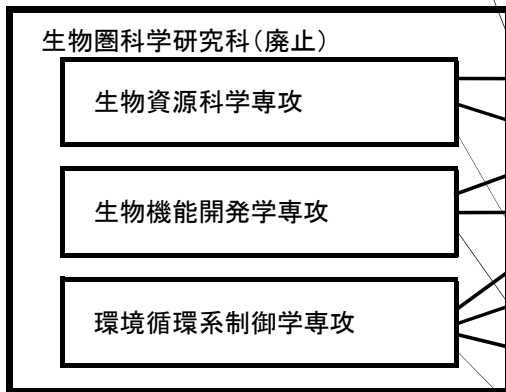 生物圏科学研究科（廃止）
生物資源科学専攻
生物機能開発学専攻
環境循環系制御学専攻